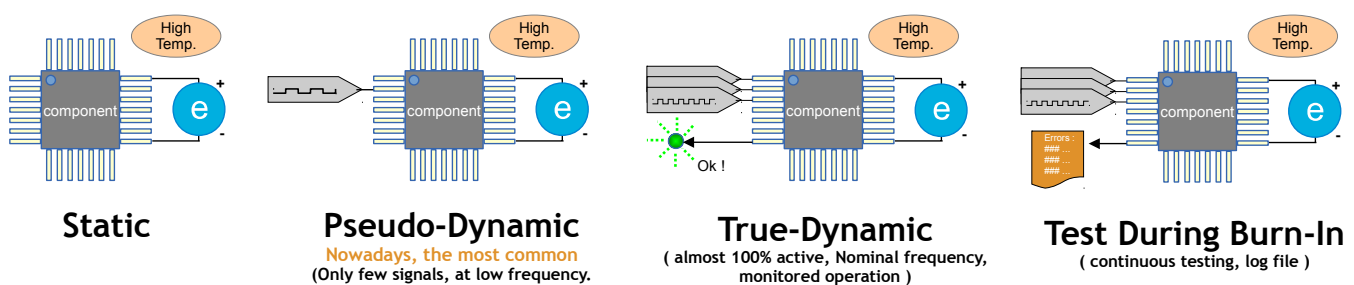 High
Temp.
component
+
e
-
Static
High
Temp.
component
+
e
-
Pseudo-Dynamic
Nowadays, the most common
(Only few signals, at low frequency.
High
Temp.
component
+
e
-
Ok !
True-Dynamic
( almost 100% active, Nominal frequency,
monitored operation )
High
Temp.
component
+
e
-
Errors :
### ...
### ...
### ...
Test During Burn-In
( continuous testing, log file )